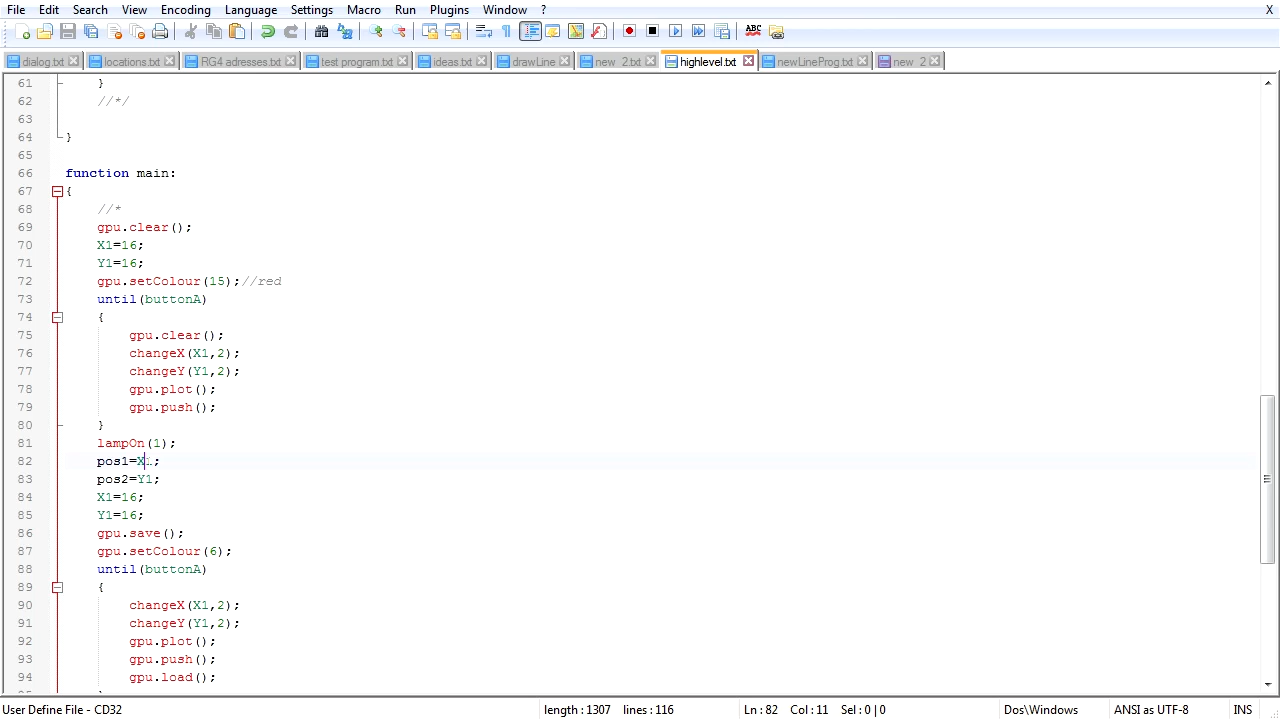 File Edit Search View Encoding Language Settings Macro Run Plugins Window ? X
ABC
dialog.txt locations.txt RG4 adresses.txt test program.txt ideas.txt drawLine new 2.txt highlevel.txt newLineProg.txt new 2
61 }
62 //*/
63
64 }
65
66 function main:
67 {
68 //*
69 gpu.clear();
70 X1=16;
71 Y1=16;
72 gpu.setColour(15);//red
73 until(buttonA)
74 {
75 gpu.clear();
76 changeX(X1,2);
77 changeY(Y1,2);
78 gpu.plot();
79 gpu.push();
80 }
81 lampOn(1);
82 pos1=X1;
83 pos2=Y1;
84 X1=16;
85 Y1=16;
86 gpu.save();
87 gpu.setColour(6);
88 until(buttonA)
89 {
90 changeX(X1,2);
91 changeY(Y1,2);
92 gpu.plot();
93 gpu.push();
94 gpu.load();
User Define File - CD32 length : 1307 lines : 116 Ln : 82 Col : 11 Sel : 0 | 0 Dos\Windows ANSI as UTF-8 INS